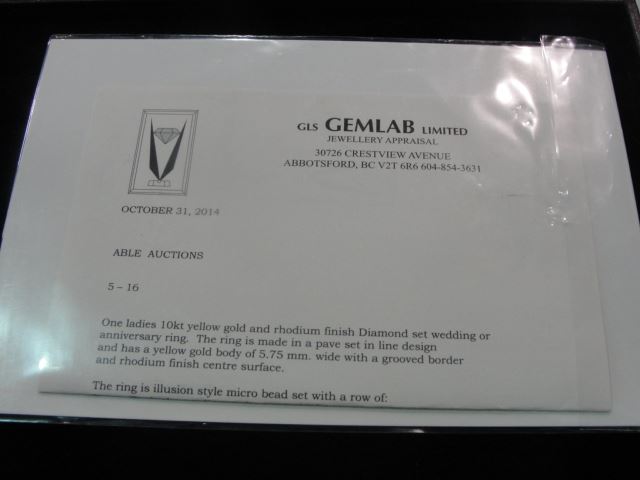 GLS GEMLAB LIMITED
JEWELLERY APPRAISAL
30726 CRESTVIEW AVENUE
ABBOTSFORD, BC V2T 6R6 604-854-3631
OCTOBER 31, 2014
ABLE AUCTIONS
5 – 16
One ladies 10kt yellow gold and rhodium finish Diamond set wedding or
anniversary ring. The ring is made in a pave set in line design
and has a yellow gold body of 5.75 mm. wide with a grooved border
and rhodium finish centre surface.
The ring is illusion style micro bead set with a row of: